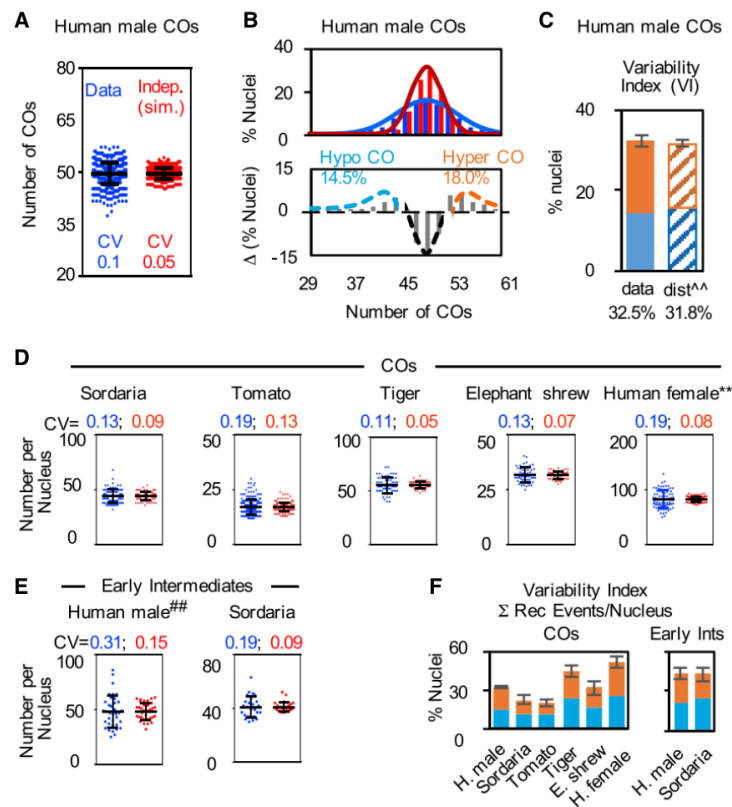 A
Human male COs
Number of COs
80
65
50
35
20
Data
Indep.
(sim.)
CV
0.1
CV
0.05
B
Human male COs
% Nuclei
40
20
0
Δ (% Nuclei)
15
0
-15
Hypo CO
14.5%
Hyper CO
18.0%
29 37 45 53 61
Number of COs
C
Human male COs
Variability
Index (VI)
% nuclei
40
20
0
data dist^^
32.5% 31.8%
D
COs
Sordaria Tomato Tiger Elephant shrew Human female**
CV= 0.13; 0.09 0.19; 0.13 0.11; 0.05 0.13; 0.07 0.19; 0.08
Number per
Nucleus
100
50
0
50
25
0
100
50
0
50
25
0
200
100
0
E
Early Intermediates
Human male## Sordaria
CV=0.31; 0.15 0.19; 0.09
Number per
Nucleus
100
50
0
80
40
0
F
Variability Index
Σ Rec Events/Nucleus
COs Early Ints
% Nuclei
60
30
0
H. male
Sordaria
Tomato
Tiger
E. shrew
H. female
H. male
Sordaria